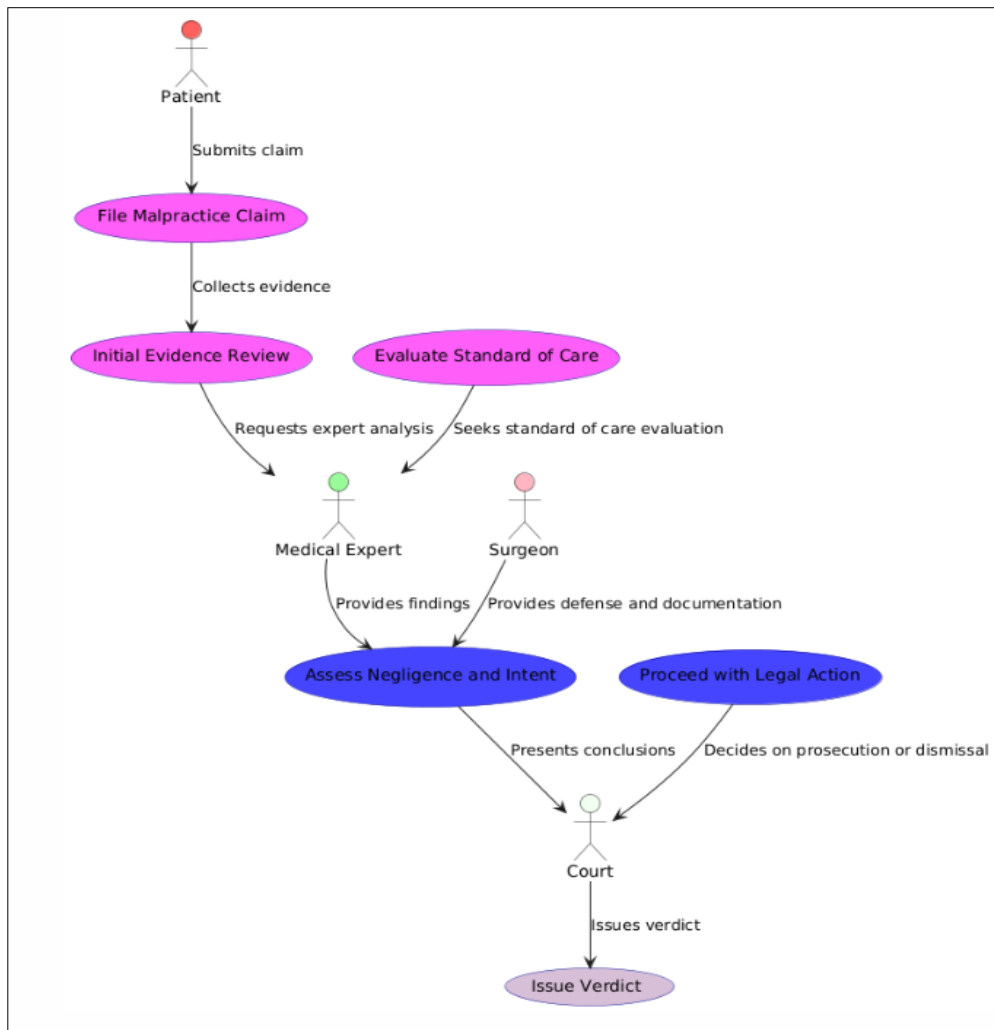 Patient
Submits claim
File Malpractice Claim
Collects evidence
Initial Evidence Review
Evaluate Standard of Care
Requests expert analysis
Seeks standard of care evaluation
Medical Expert
Surgeon
Provides findings
Provides defense and documentation
Assess Negligence and Intent
Proceed with Legal Action
Presents conclusions
Decides on prosecution or dismissal
Court
Issues verdict
Issue Verdict